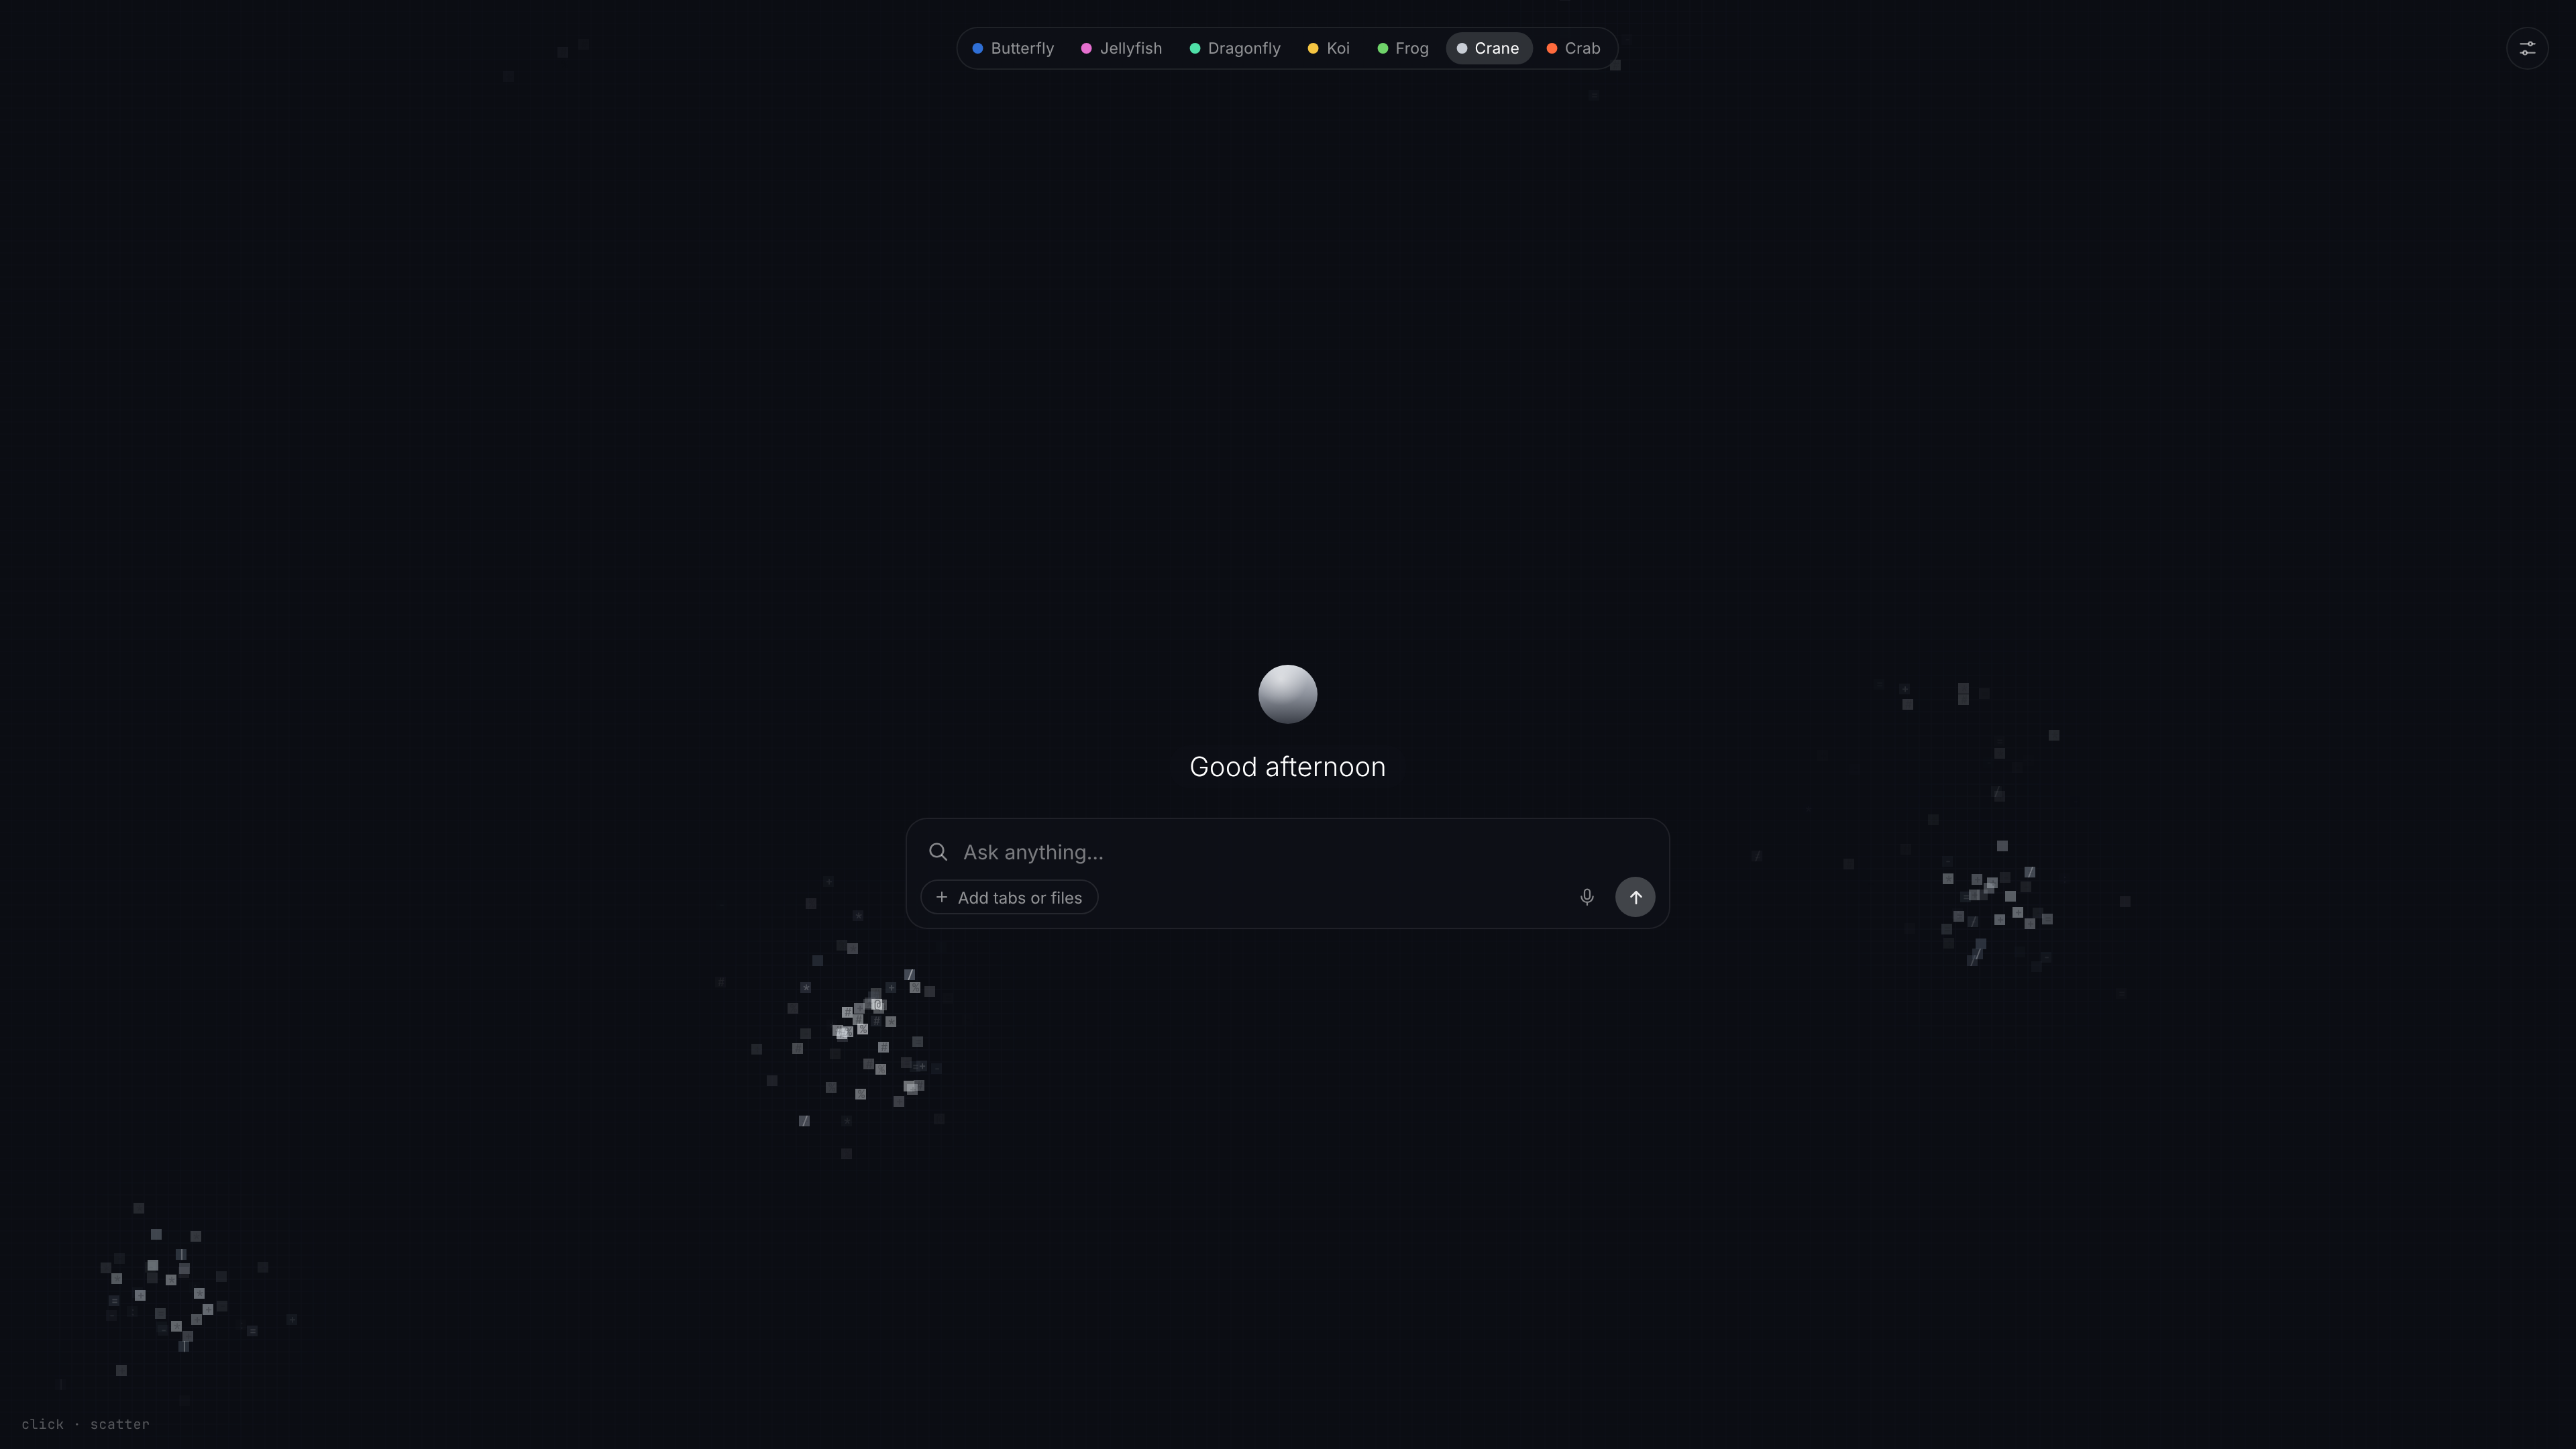 Butterfly Jellyfish Dragonfly Koi Frog Crane Crab
Good afternoon
Ask anything...
+ Add tabs or files
click · scatter